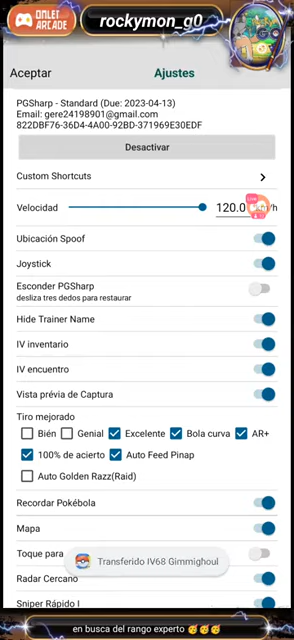 OMLET
ARCADE
rockymon_g0
Aceptar
Ajustes
PGSharp - Standard (Due: 2023-04-13)
Email: gere24198901@gmail.com
822DBF76-36D4-4A00-92BD-371969E30EDF
Desactivar
Custom Shortcuts
Velocidad
120.0
m/h
Ubicación Spoof
Joystick
Esconder PGSharp
desliza tres dedos para restaurar
Hide Trainer Name
IV inventario
IV encuentro
Vista prévia de Captura
Tiro mejorado
Bién Genial Excelente Bola curva AR+
100% de acierto Auto Feed Pinap
Auto Golden Razz(Raid)
Recordar Pokébola
Mapa
Toque para
Transferido IV68 Gimmighoul
Radar Cercano
Sniper Rápido I
en busca del rango experto 🥳🥳🥳